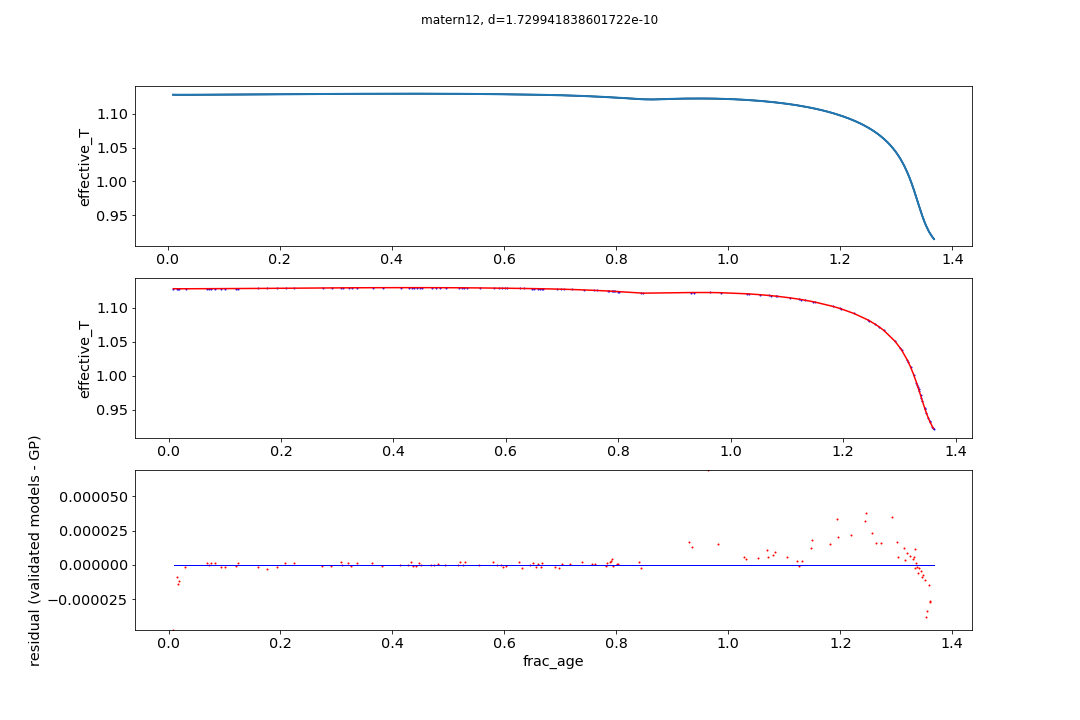 matern12, d=1.729941838601722e-10
effective_T
1.10
1.05
1.00
0.95
0.0 0.2 0.4 0.6 0.8 1.0 1.2 1.4
effective_T
1.10
1.05
1.00
0.95
0.0 0.2 0.4 0.6 0.8 1.0 1.2 1.4
residual (validated models - GP)
0.000050
0.000025
0.000000
−0.000025
0.0 0.2 0.4 0.6 0.8 1.0 1.2 1.4
frac_age